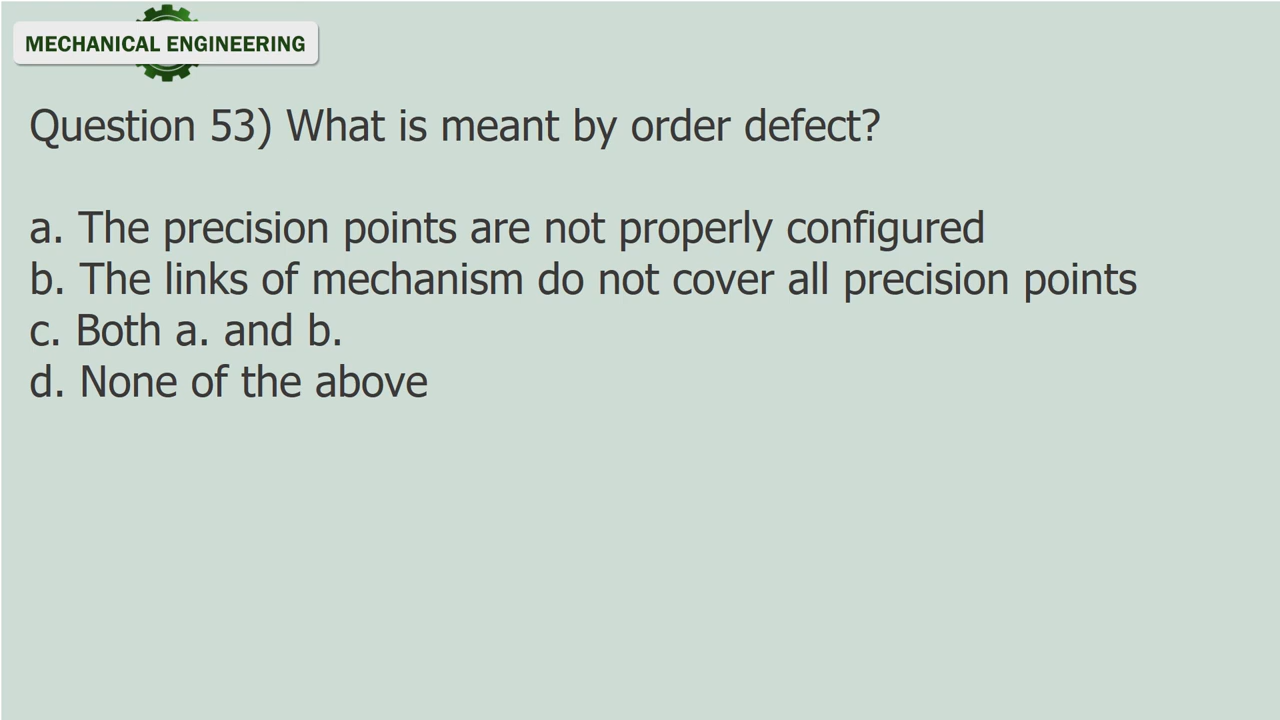 MECHANICAL ENGINEERING
Question 53) What is meant by order defect?
a. The precision points are not properly configured
b. The links of mechanism do not cover all precision points
c. Both a. and b.
d. None of the above